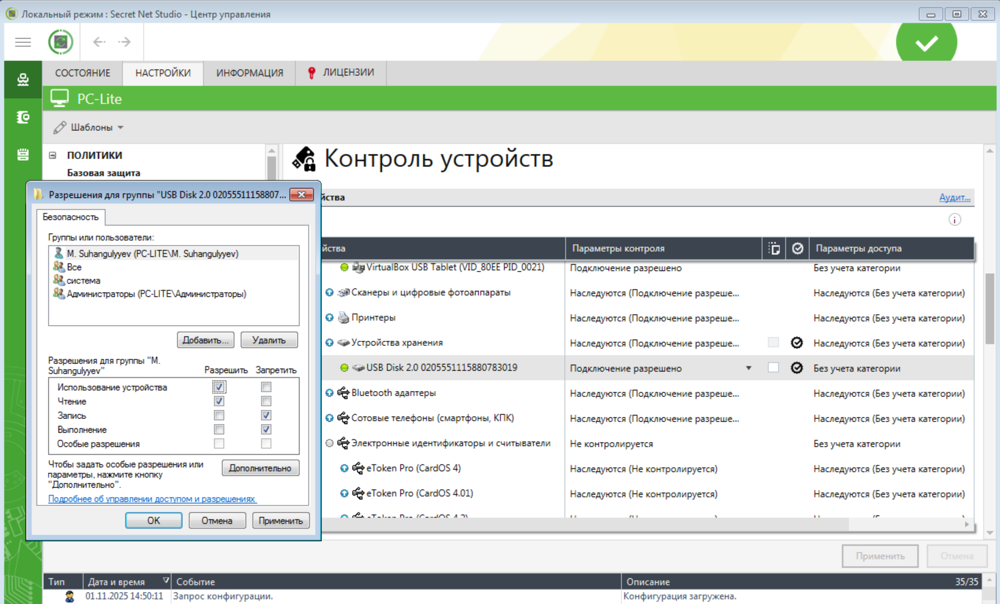 Локальный режим : Secret Net Studio - Центр управления
СОСТОЯНИЕ
НАСТРОЙКИ
ИНФОРМАЦИЯ
ЛИЦЕНЗИИ
PC-Lite
Шаблоны
ПОЛИТИКИ
Базовая защита
Контроль устройств
йства
Аудит...
Разрешения для группы "USB Disk 2.0 02055511158807...
Безопасность
Группы или пользователи:
M. Suhangulyyev (PC-LITE\M. Suhangulyyev)
Все
система
Администраторы (PC-LITE\Администраторы)
Добавить...
Удалить
Разрешения для группы "M.
Suhangulyyev"
Разрешить
Запретить
Использование устройства
Чтение
Запись
Выполнение
Особые разрешения
Чтобы задать особые разрешения или
параметры, нажмите кнопку
"Дополнительно".
Дополнительно
Подробнее об управлении доступом и разрешениях
OK
Отмена
Применить
йства
Параметры контроля
Параметры доступа
VirtualBox USB Tablet (VID_80EE PID_0021)
Подключение разрешено
Без учета категории
Сканеры и цифровые фотоаппараты
Наследуются (Подключение разреше...
Наследуются (Без учета категории)
Принтеры
Наследуются (Подключение разреше...
Наследуются (Без учета категории)
Устройства хранения
Наследуются (Подключение разреше...
Наследуются (Без учета категории)
USB Disk 2.0 0205551115880783019
Подключение разрешено
Без учета категории
Bluetooth адаптеры
Наследуются (Подключение разреше...
Наследуются (Без учета категории)
Сотовые телефоны (смартфоны, КПК)
Наследуются (Подключение разреше...
Наследуются (Без учета категории)
Электронные идентификаторы и считыватели
Не контролируется
Без учета категории
eToken Pro (CardOS 4)
Наследуются (Не контролируется)
Наследуются (Без учета категории)
eToken Pro (CardOS 4.01)
Наследуются (Не контролируется)
Наследуются (Без учета категории)
Применить
Отмена
Тип
Дата и время
Событие
Описание
35/35
01.11.2025 14:50:11
Запрос конфигурации.
Конфигурация загружена.